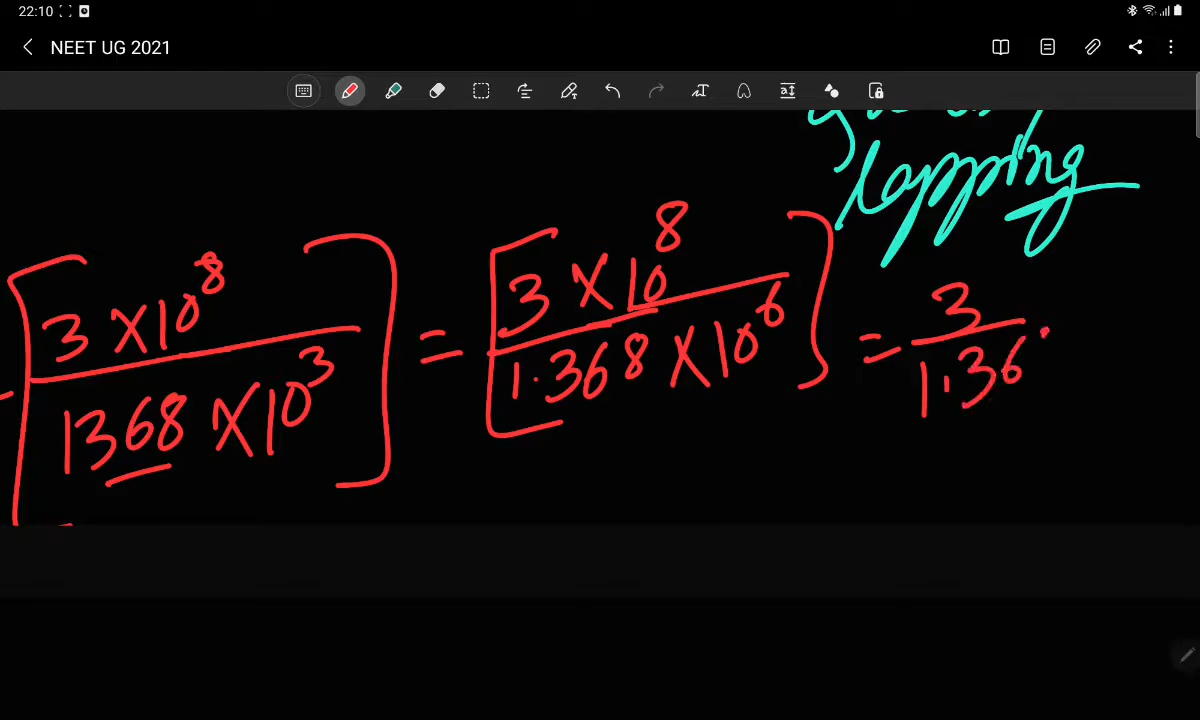 22:10
NEET UG 2021
lapping
[3 X 10^8 / 1368 X 10^3] = [3 X 10^8 / 1.368 X 10^6] = 3 / 1.36 .